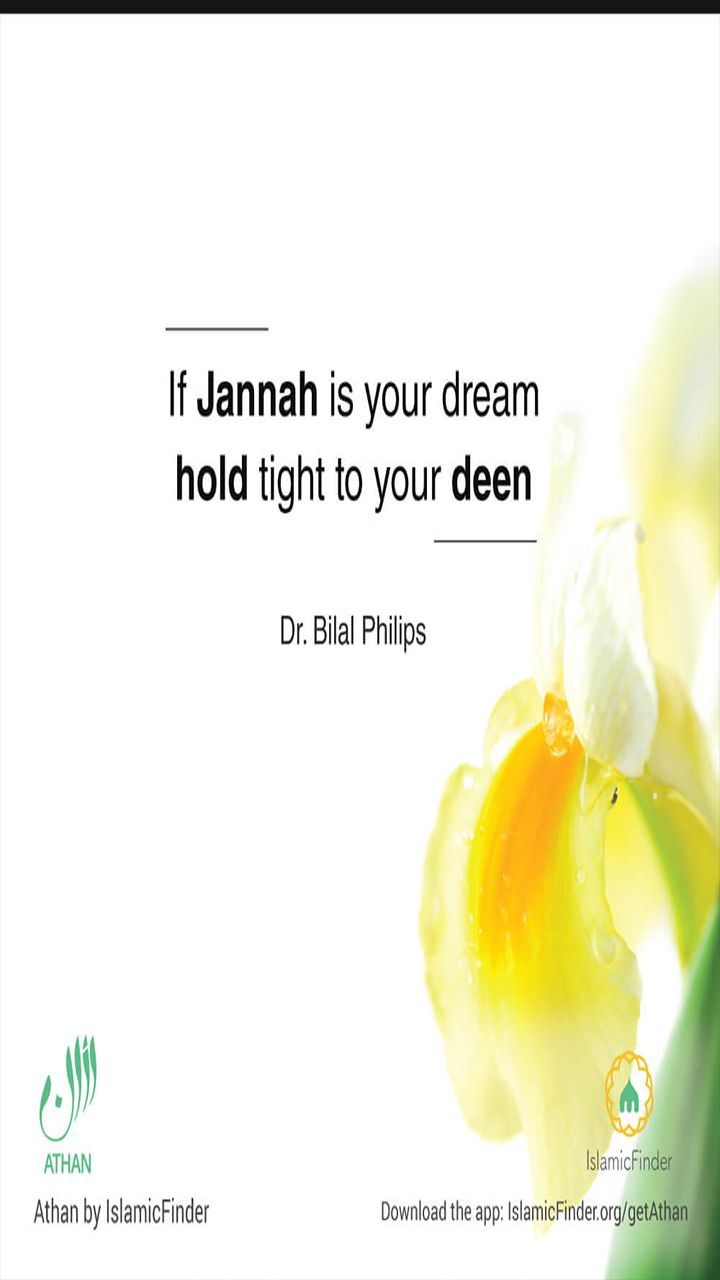 If Jannah is your dream
hold tight to your deen
Dr. Bilal Philips
ATHAN
Athan by IslamicFinder
IslamicFinder
Download the app: IslamicFinder.org/getAthan